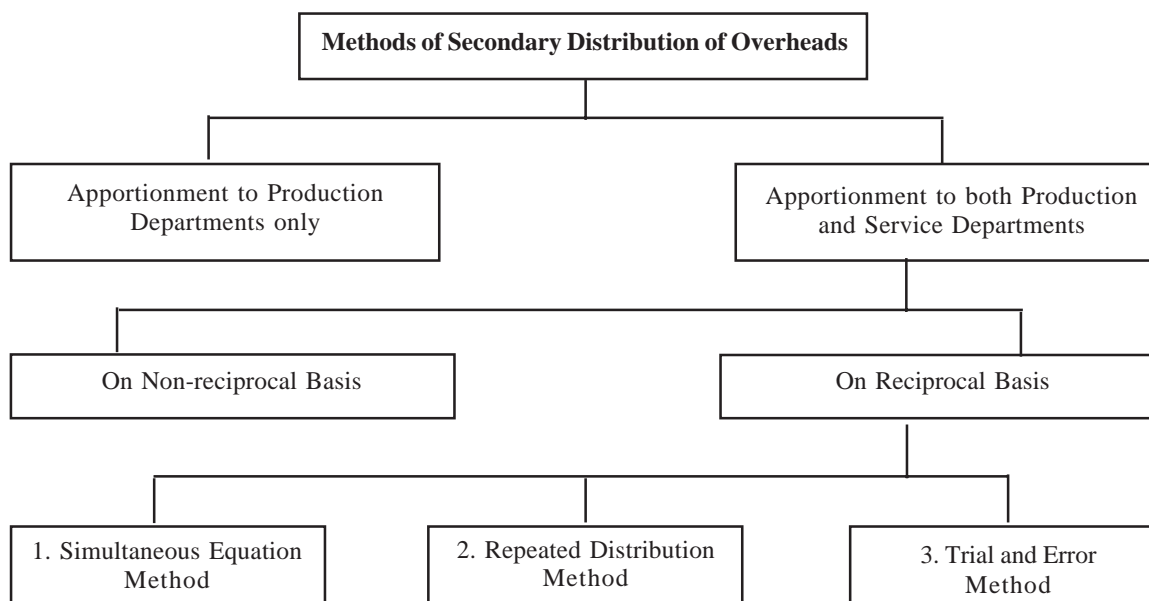 Methods of Secondary Distribution of Overheads
Apportionment to Production
Departments only
Apportionment to both Production
and Service Departments
On Non-reciprocal Basis
On Reciprocal Basis
1. Simultaneous Equation
Method
2. Repeated Distribution
Method
3. Trial and Error
Method